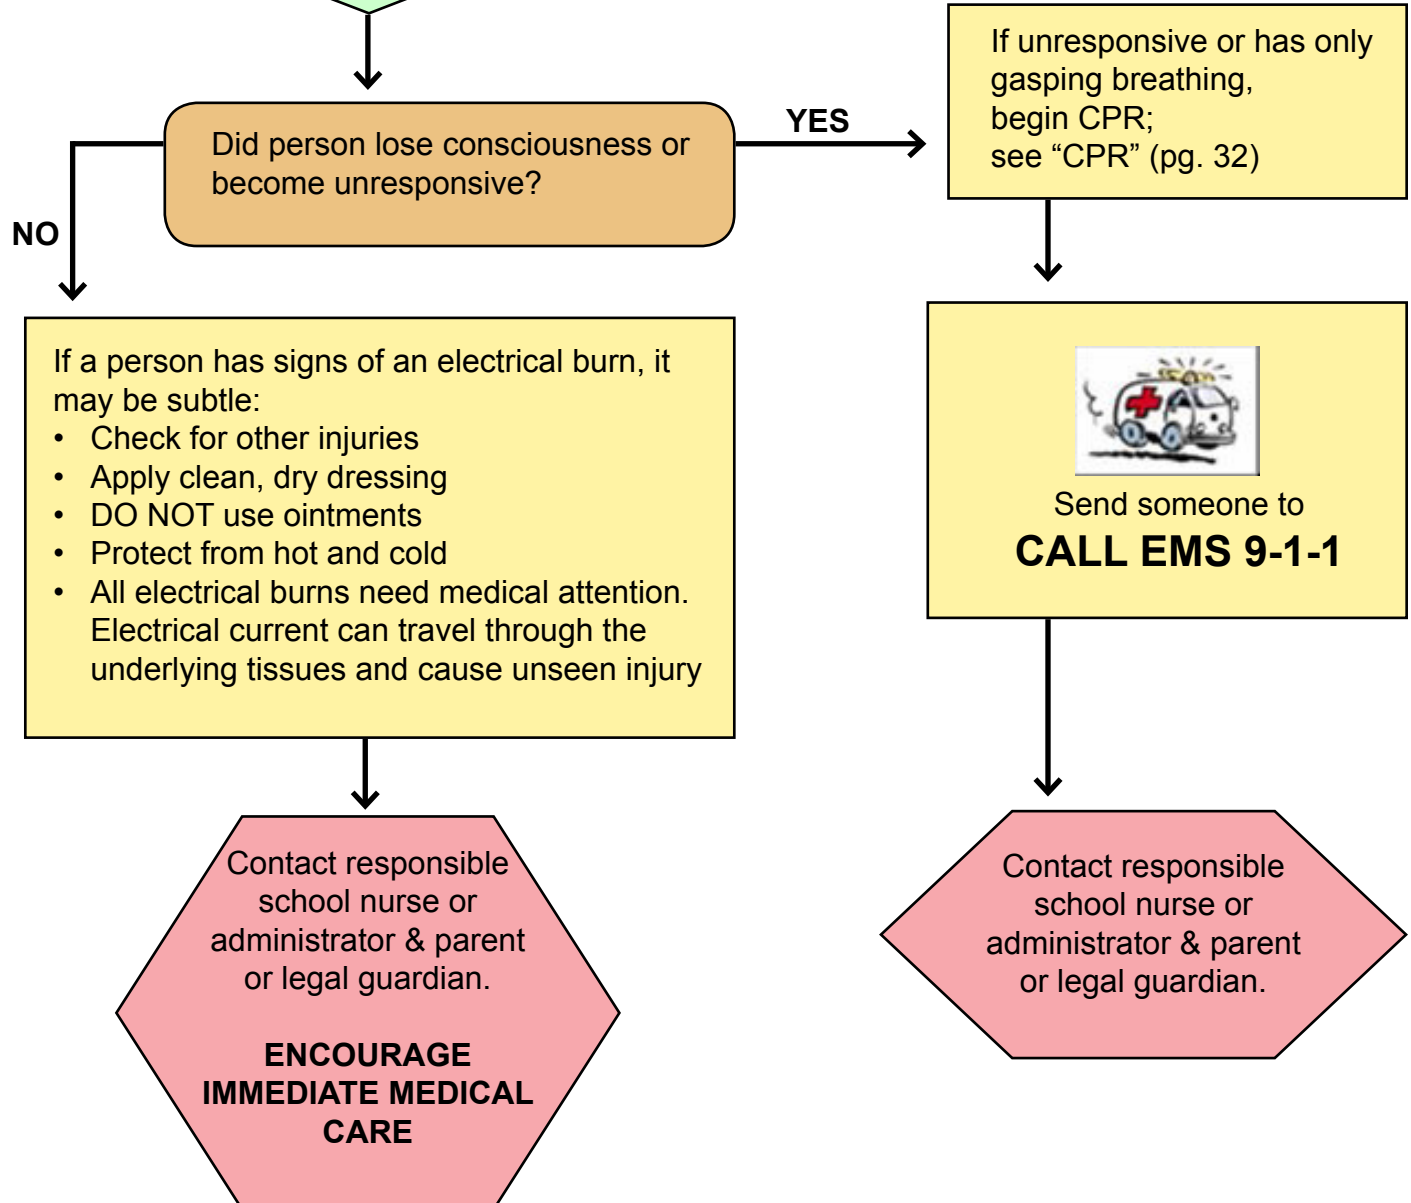 Did person lose consciousness or
become unresponsive?
YES
If unresponsive or has only
gasping breathing,
begin CPR;
see “CPR” (pg. 32)
NO
If a person has signs of an electrical burn, it
may be subtle:
• Check for other injuries
• Apply clean, dry dressing
• DO NOT use ointments
• Protect from hot and cold
• All electrical burns need medical attention.
Electrical current can travel through the
underlying tissues and cause unseen injury
Send someone to
CALL EMS 9-1-1
Contact responsible
school nurse or
administrator & parent
or legal guardian.
ENCOURAGE
IMMEDIATE MEDICAL
CARE
Contact responsible
school nurse or
administrator & parent
or legal guardian.